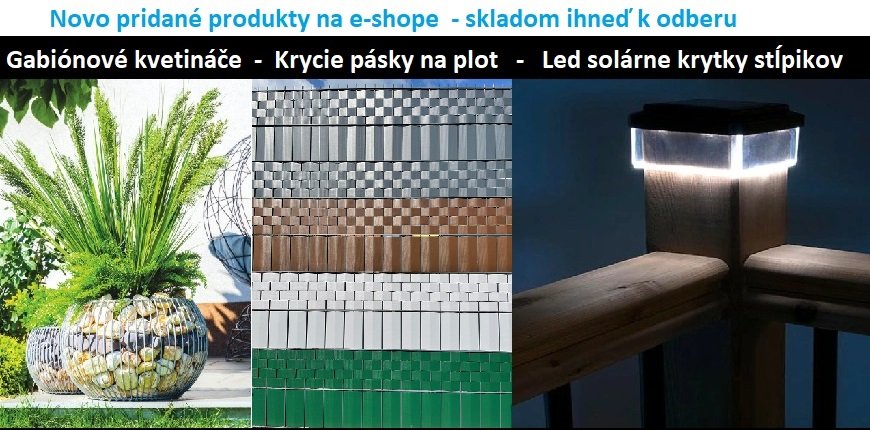 Novo pridané produkty na e-shope - skladom ihneď k odberu
Gabiónové kvetináče - Krycie pásky na plot - Led solárne krytky stĺpikov